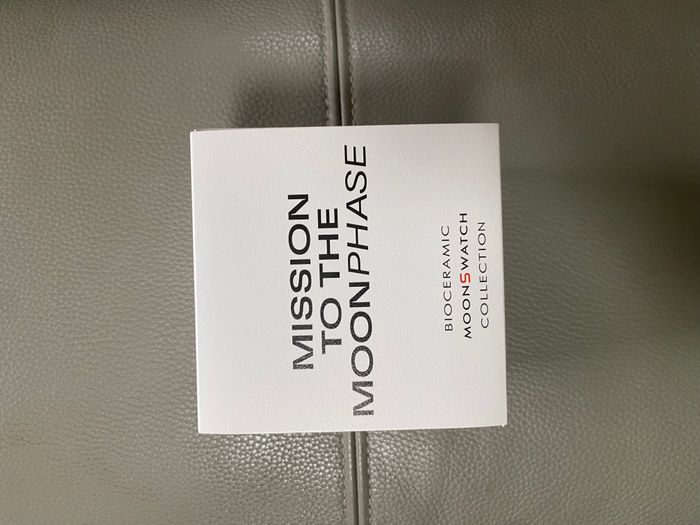 MISSION
TO THE
MOONPHASE
BIOCERAMIC
MOONSWATCH
COLLECTION